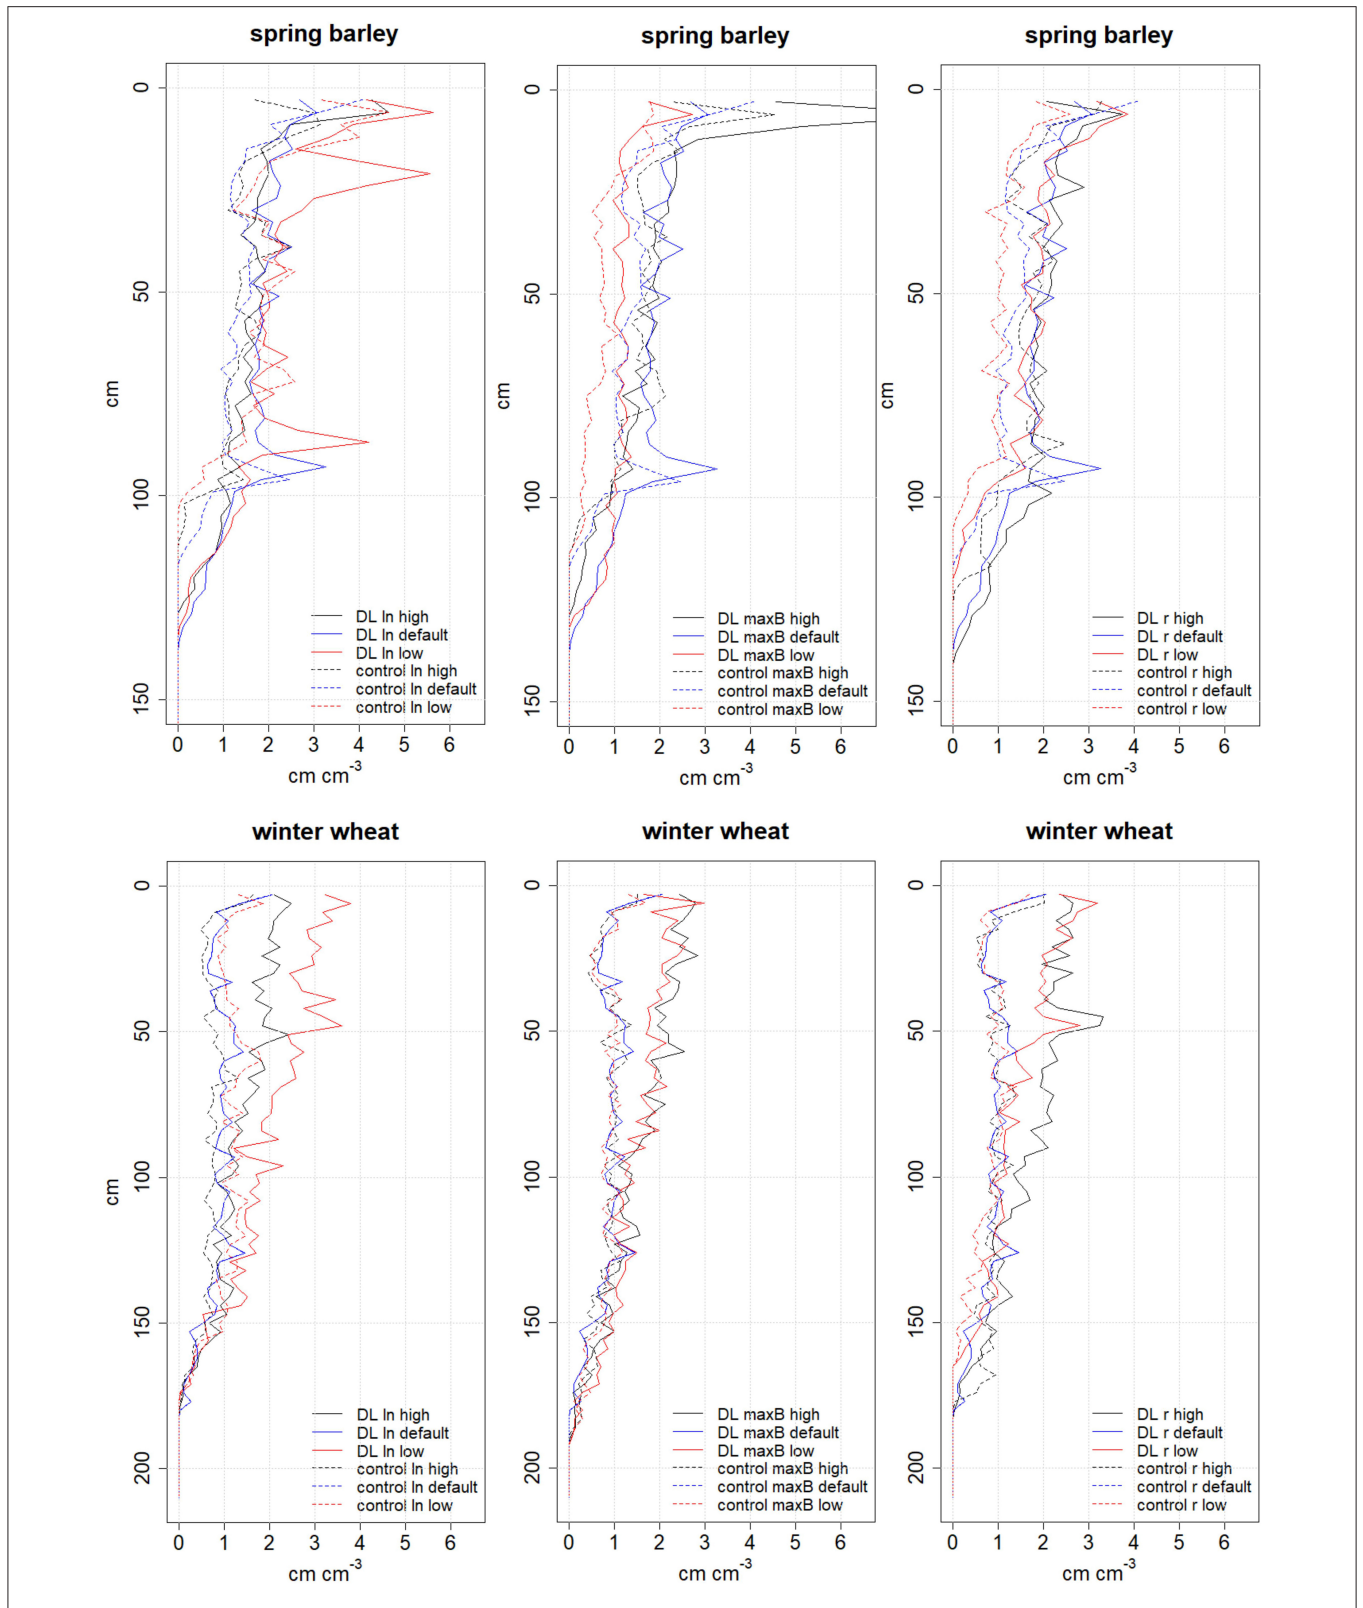 spring barley
spring barley
spring barley
0
50
100
150
cm
DL ln high
DL ln default
DL ln low
control ln high
control ln default
control ln low
0 1 2 3 4 5 6
cm cm-3
0
50
100
150
cm
DL maxB high
DL maxB default
DL maxB low
control maxB high
control maxB default
control maxB low
0 1 2 3 4 5 6
cm cm-3
0
50
100
150
cm
DL r high
DL r default
DL r low
control r high
control r default
control r low
0 1 2 3 4 5 6
cm cm-3
winter wheat
winter wheat
winter wheat
0
50
100
150
200
cm
DL ln high
DL ln default
DL ln low
control ln high
control ln default
control ln low
0 1 2 3 4 5 6
cm cm-3
0
50
100
150
200
DL maxB high
DL maxB default
DL maxB low
control maxB high
control maxB default
control maxB low
0 1 2 3 4 5 6
cm cm-3
0
50
100
150
200
DL r high
DL r default
DL r low
control r high
control r default
control r low
0 1 2 3 4 5 6
cm cm-3